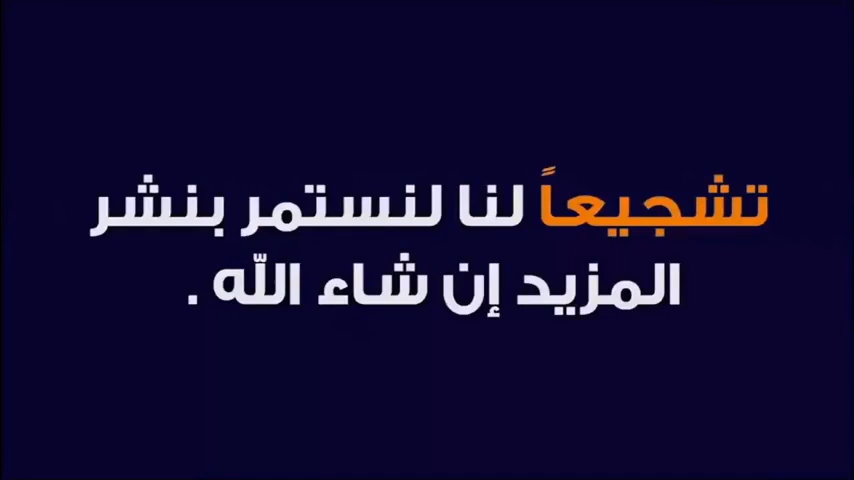 تشجيعاً لنا لنستمر بنشر
المزيد إن شاء الله .